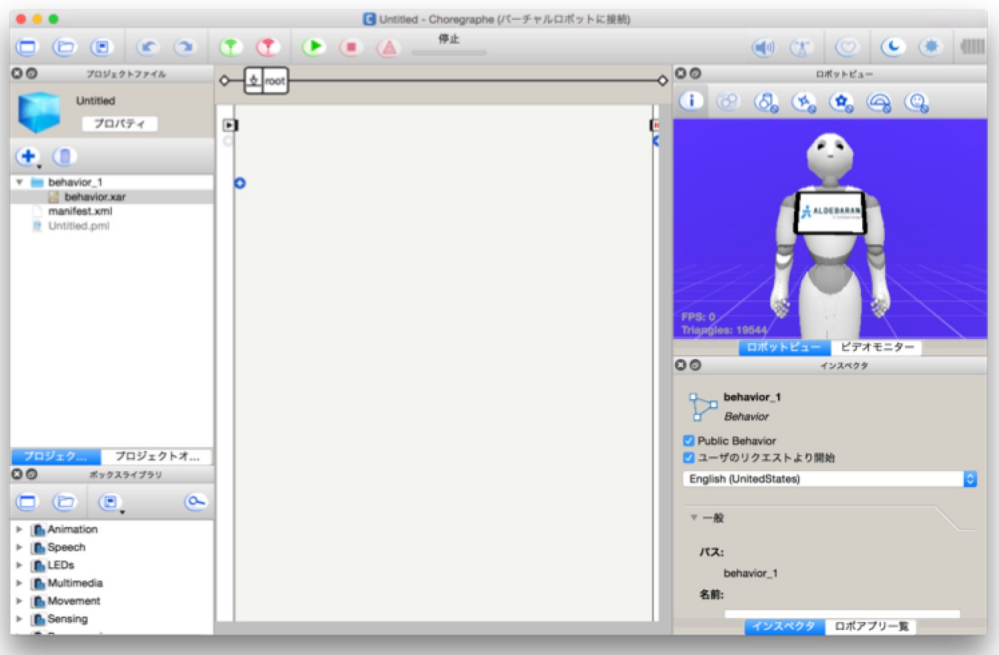 Untitled - Choregraphe (バーチャルロボットに接続)
停止
プロジェクトファイル
Untitled
プロパティ
behavior_1
behavior.xar
manifest.xml
Untitled.pml
プロジェク...
プロジェクトオ...
ボックスライブラリ
Animation
Speech
LEDs
Multimedia
Movement
Sensing
root
ロボットビュー
ALDEBARAN
FPS: 0
Triangles: 19544
ロボットビュー
ビデオモニター
インスペクタ
behavior_1
Behavior
Public Behavior
ユーザのリクエストより開始
English (UnitedStates)
一般
パス:
behavior_1
名前:
インスペクタ
ロボアプリ一覧